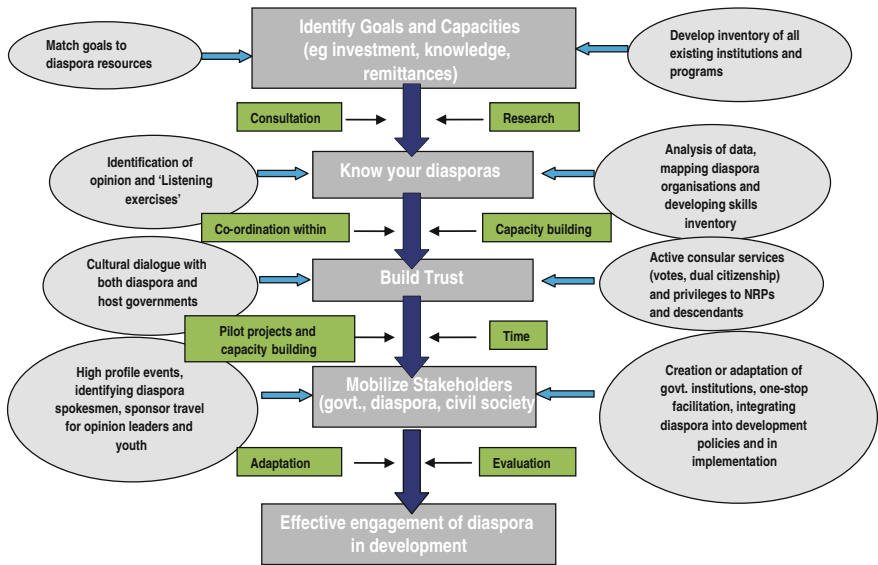 Identify Goals and Capacities
(eg investment, knowledge,
remittances)
Match goals to
diaspora resources
Develop inventory of all
existing institutions and
programs
Consultation
Research
Know your diasporas
Identification of
opinion and ‘Listening
exercises’
Analysis of data,
mapping diaspora
organisations and
developing skills
inventory
Co-ordination within
Capacity building
Build Trust
Cultural dialogue with
both diaspora and
host governments
Active consular services
(votes, dual citizenship)
and privileges to NRPs
and descendants
Pilot projects and
capacity building
Time
Mobilize Stakeholders
(govt., diaspora, civil society
High profile events,
identifying diaspora
spokesmen, sponsor travel
for opinion leaders and
youth
Creation or adaptation of
govt. institutions, one-stop
facilitation, integrating
diaspora into development
policies and in
implementation
Adaptation
Evaluation
Effective engagement of diaspora
in development